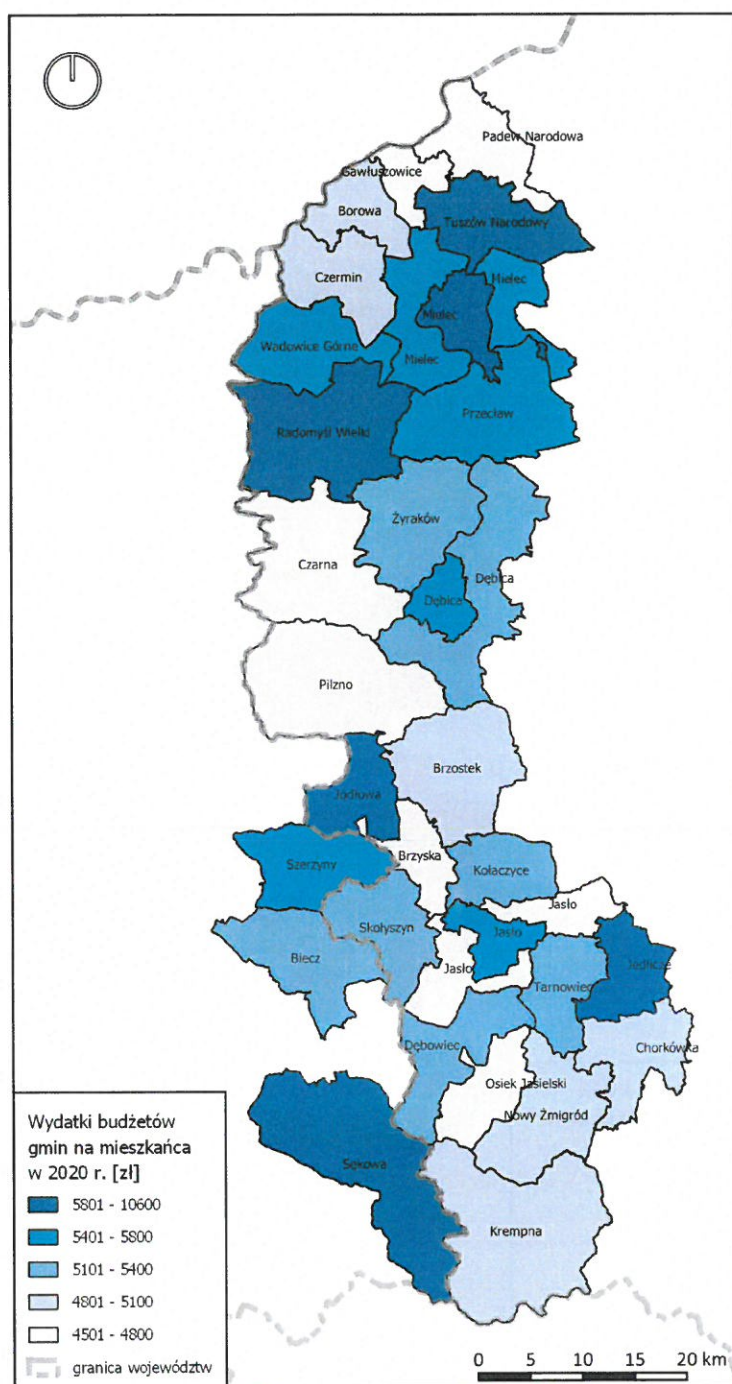 Padew Narodowa
Gawłuszowice
Borowa
Tuszów Narodowy
Czermin
Mielec
Mielec
Wadowice Górne
Mielec
Przecław
Radomyśl Wielki
Żyraków
Czarna
Dębica
Dębica
Pilzno
Brzostek
Jodłowa
Szerzyny
Brzyska
Kołaczyce
Jasło
Skołyszyn
Jasło
Biecz
Jasło
Jedlicze
Tarnowiec
Dębowiec
Chorkówka
Osiek Jasielski
Nowy Żmigród
Sękowa
Krempna
Wydatki budżetów
gmin na mieszkańca
w 2020 r. [zł]
5801 - 10600
5401 - 5800
5101 - 5400
4801 - 5100
4501 - 4800
granica województw
0 5 10 15 20 km